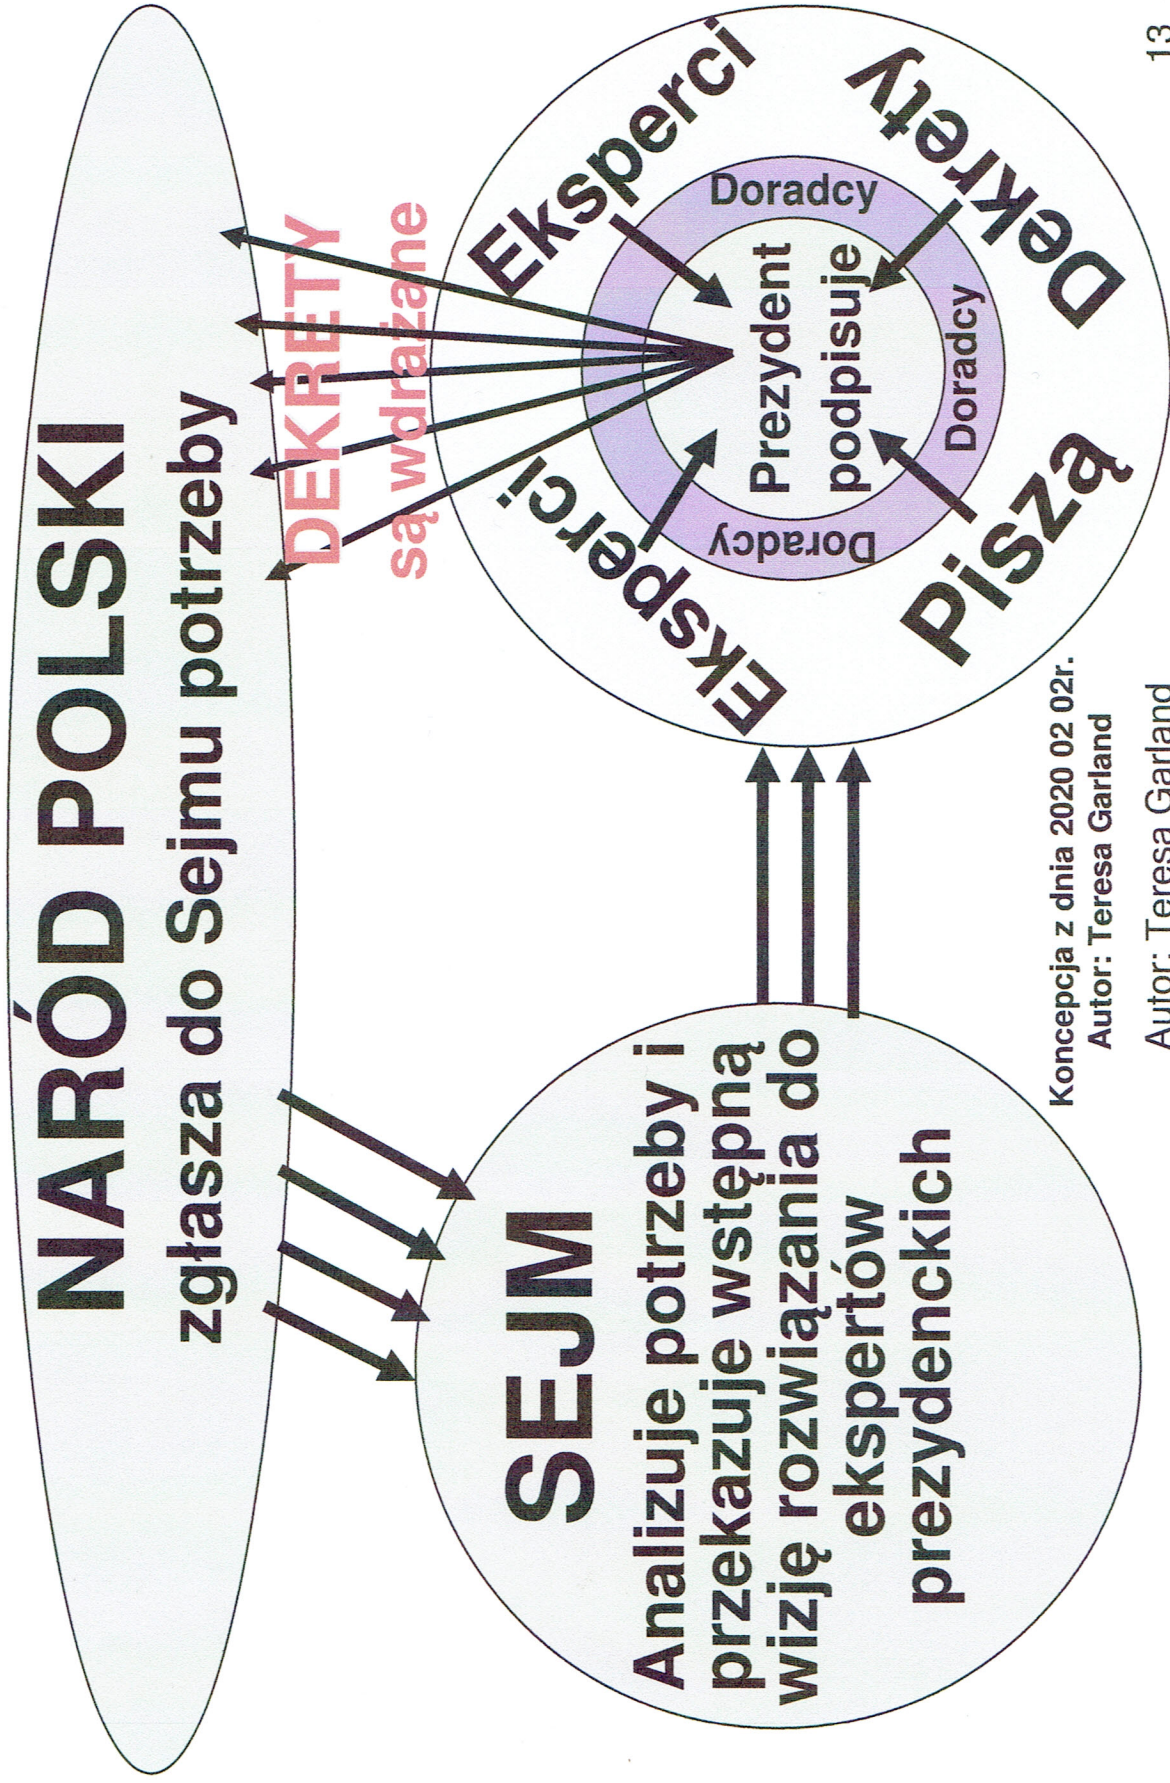 NARÓD POLSKI
zgłasza do Sejmu potrzeby
DEKRETY
są wdrażane
SEJM
Analizuje potrzeby i
przekazuje wstępną
wizję rozwiązania do
ekspertów
prezydenckich
Eksperci
Eksperci
Piszą
Dekrety
Doradcy
Doradcy
Doradcy
Prezydent
podpisuje
Koncepcja z dnia 2020 02 02r.
Autor: Teresa Garland
Autor: Teresa Garland
13